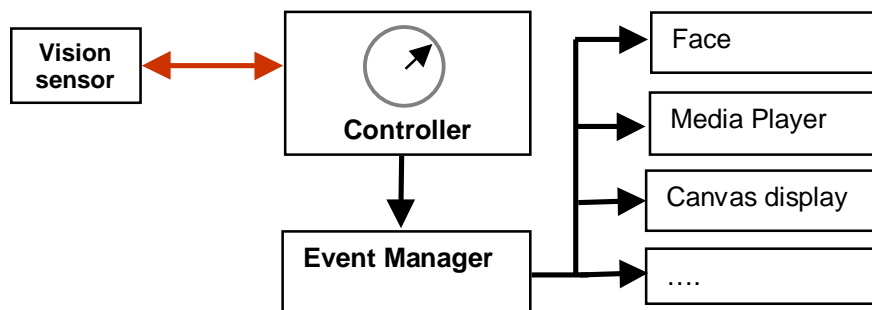 Vision
sensor
Controller
Event Manager
Face
Media Player
Canvas display
….